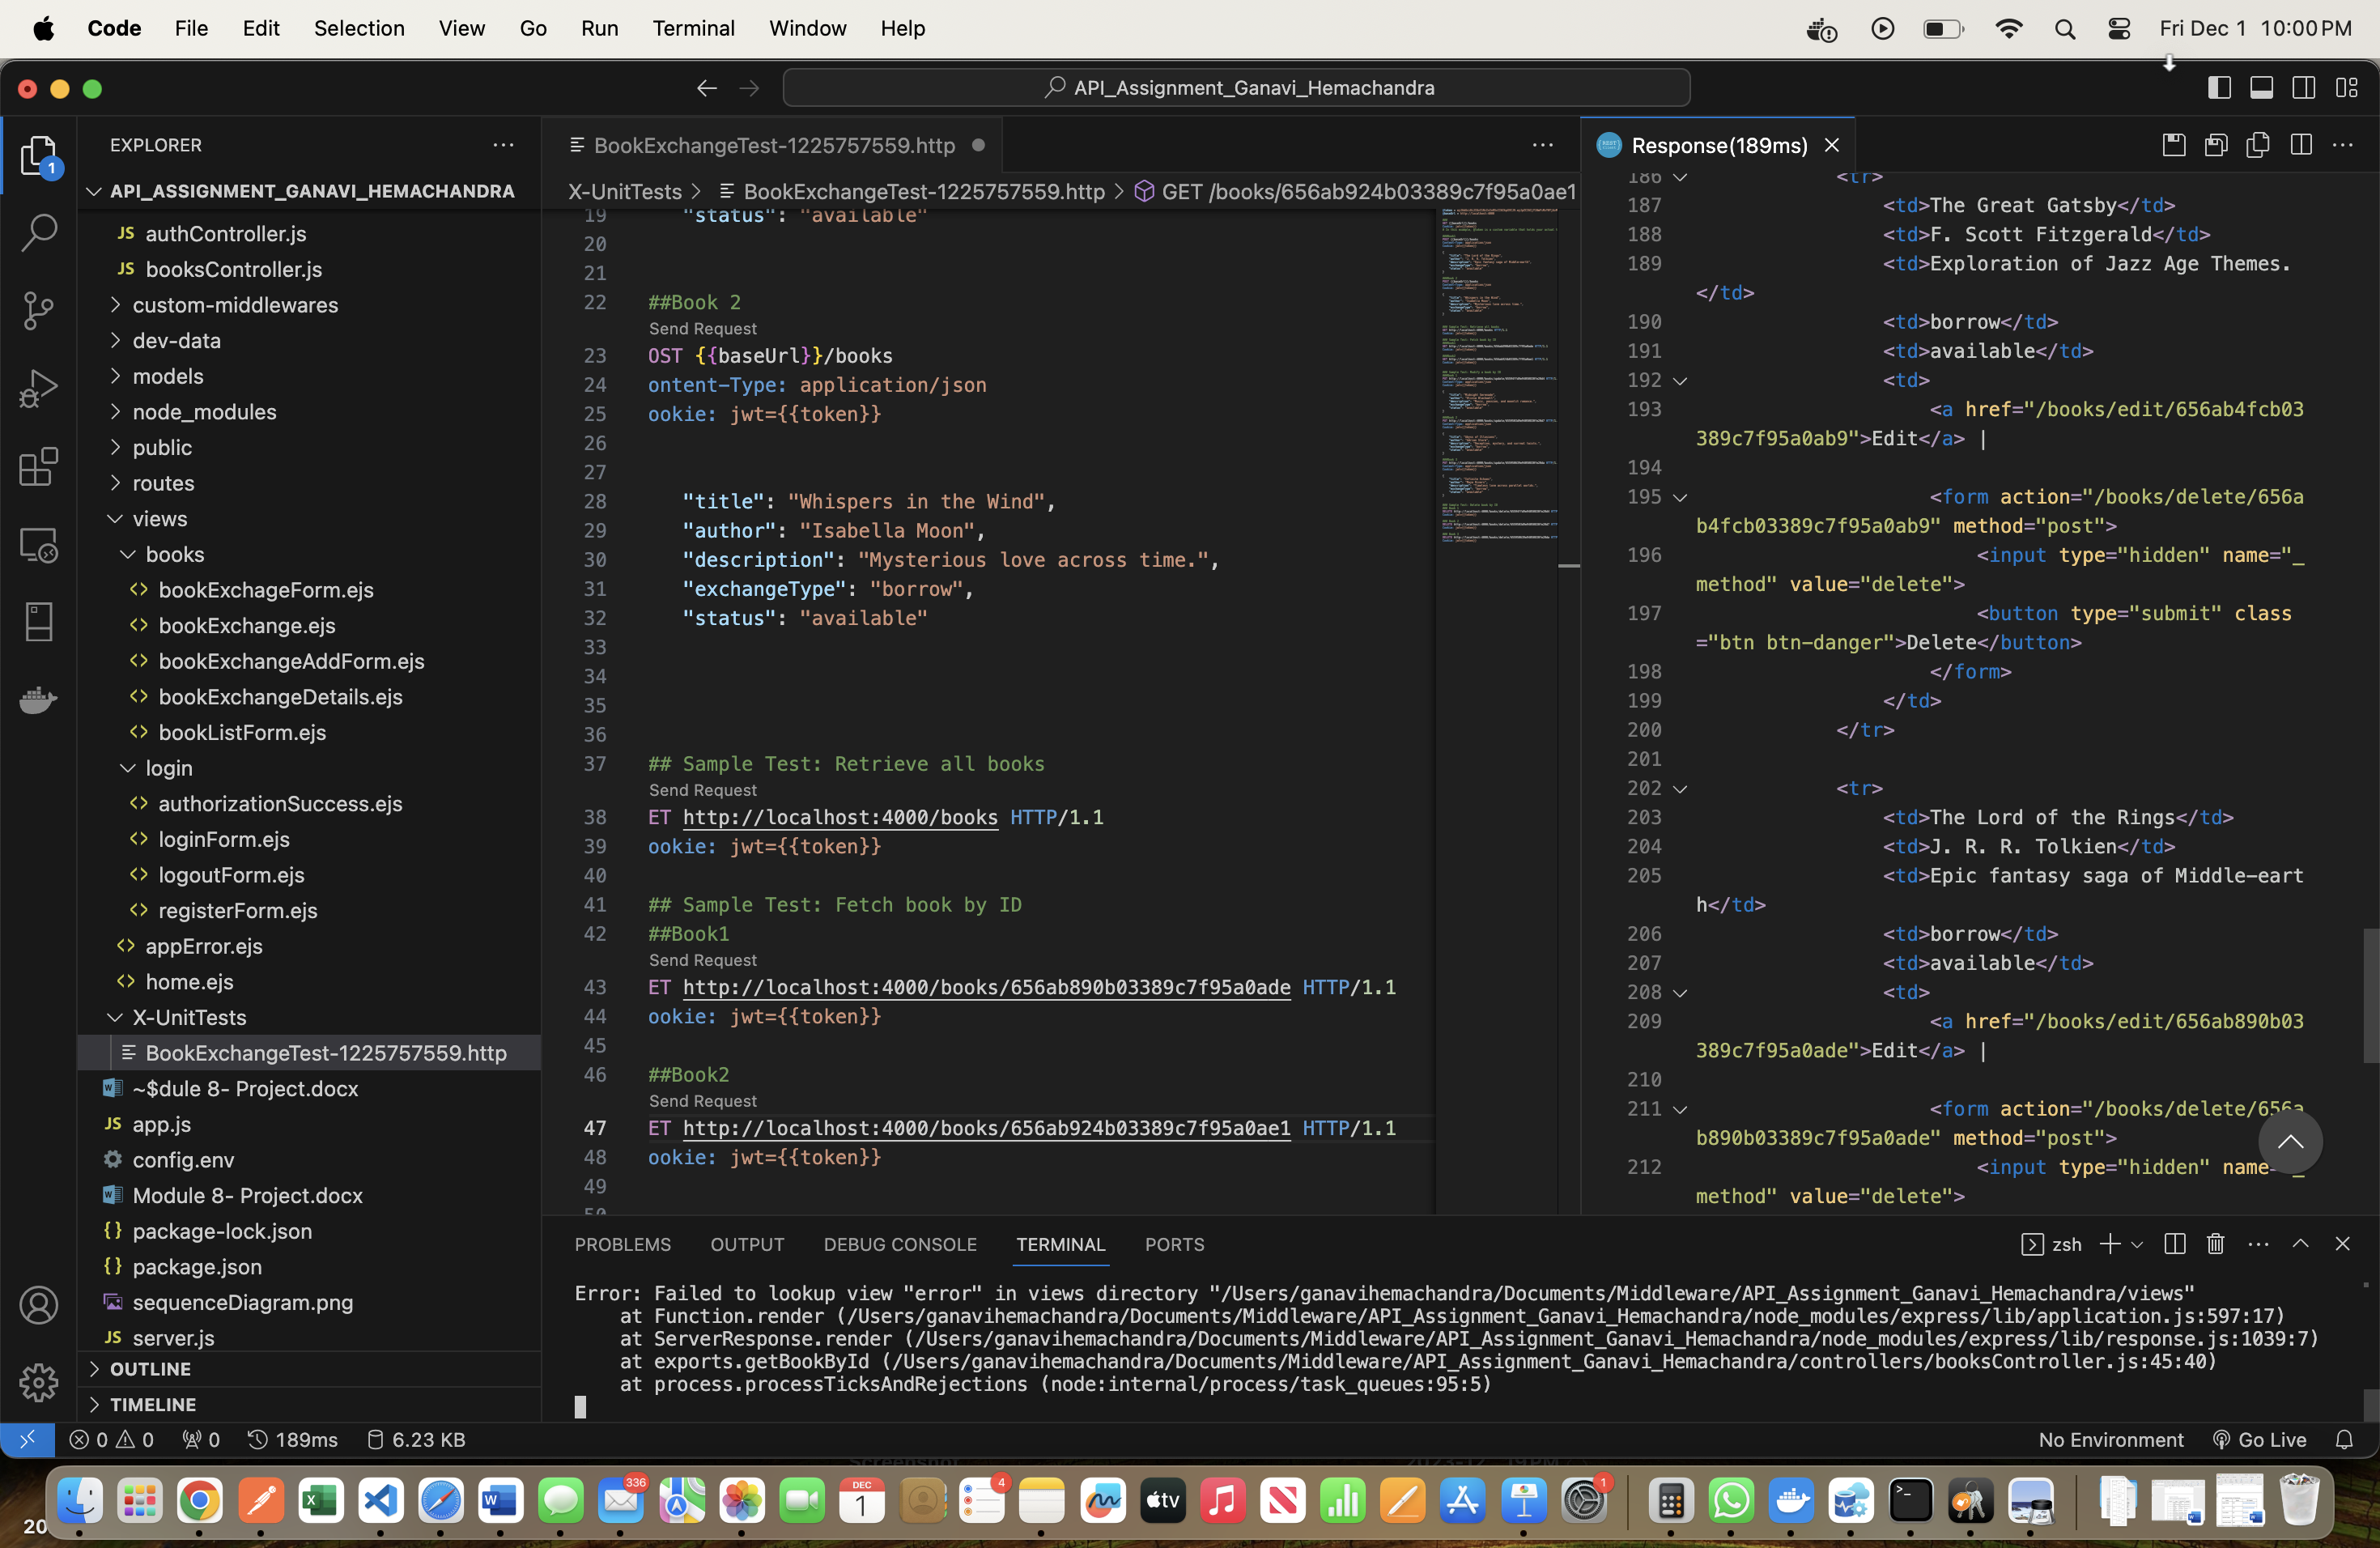 Code File Edit Selection View Go Run Terminal Window Help Fri Dec 1 10:00 PM
API_Assignment_Ganavi_Hemachandra
1
EXPLORER
API_ASSIGNMENT_GANAVI_HEMACHANDRA
JS authController.js
JS booksController.js
custom-middlewares
dev-data
models
node_modules
public
routes
views
books
<> bookExchageForm.ejs
<> bookExchange.ejs
<> bookExchangeAddForm.ejs
<> bookExchangeDetails.ejs
<> bookListForm.ejs
login
<> authorizationSuccess.ejs
<> loginForm.ejs
<> logoutForm.ejs
<> registerForm.ejs
<> appError.ejs
<> home.ejs
X-UnitTests
BookExchangeTest-1225757559.http
~$dule 8- Project.docx
JS app.js
config.env
Module 8- Project.docx
{} package-lock.json
{} package.json
sequenceDiagram.png
JS server.js
OUTLINE
TIMELINE
BookExchangeTest-1225757559.http
X-UnitTests > BookExchangeTest-1225757559.http > GET /books/656ab924b03389c7f95a0ae1
19 "status": "available"
20
21
22 ##Book 2
Send Request
23 OST {{baseUrl}}/books
24 ontent-Type: application/json
25 ookie: jwt={{token}}
26
27
28 "title": "Whispers in the Wind",
29 "author": "Isabella Moon",
30 "description": "Mysterious love across time.",
31 "exchangeType": "borrow",
32 "status": "available"
33
34
35
36
37 ## Sample Test: Retrieve all books
Send Request
38 ET http://localhost:4000/books HTTP/1.1
39 ookie: jwt={{token}}
40
41 ## Sample Test: Fetch book by ID
42 ##Book1
Send Request
43 ET http://localhost:4000/books/656ab890b03389c7f95a0ade HTTP/1.1
44 ookie: jwt={{token}}
45
46 ##Book2
Send Request
47 ET http://localhost:4000/books/656ab924b03389c7f95a0ae1 HTTP/1.1
48 ookie: jwt={{token}}
49
50
Response(189ms)
186 <tr>
187 <td>The Great Gatsby</td>
188 <td>F. Scott Fitzgerald</td>
189 <td>Exploration of Jazz Age Themes.
</td>
190 <td>borrow</td>
191 <td>available</td>
192 <td>
193 <a href="/books/edit/656ab4fcb03
389c7f95a0ab9">Edit</a> |
194
195 <form action="/books/delete/656a
b4fcb03389c7f95a0ab9" method="post">
196 <input type="hidden" name="_
method" value="delete">
197 <button type="submit" class
="btn btn-danger">Delete</button>
198 </form>
199 </td>
200 </tr>
201
202 <tr>
203 <td>The Lord of the Rings</td>
204 <td>J. R. R. Tolkien</td>
205 <td>Epic fantasy saga of Middle-eart
h</td>
206 <td>borrow</td>
207 <td>available</td>
208 <td>
209 <a href="/books/edit/656ab890b03
389c7f95a0ade">Edit</a> |
210
211 <form action="/books/delete/656a
b890b03389c7f95a0ade" method="post">
212 <input type="hidden" name="_
method" value="delete">
PROBLEMS OUTPUT DEBUG CONSOLE TERMINAL PORTS zsh
Error: Failed to lookup view "error" in views directory "/Users/ganavihemachandra/Documents/Middleware/API_Assignment_Ganavi_Hemachandra/views"
at Function.render (/Users/ganavihemachandra/Documents/Middleware/API_Assignment_Ganavi_Hemachandra/node_modules/express/lib/application.js:597:17)
at ServerResponse.render (/Users/ganavihemachandra/Documents/Middleware/API_Assignment_Ganavi_Hemachandra/node_modules/express/lib/response.js:1039:7)
at exports.getBookById (/Users/ganavihemachandra/Documents/Middleware/API_Assignment_Ganavi_Hemachandra/controllers/booksController.js:45:40)
at process.processTicksAndRejections (node:internal/process/task_queues:95:5)
0 0 0 189ms 6.23 KB No Environment Go Live
20
336
DEC
1
4
tv
1